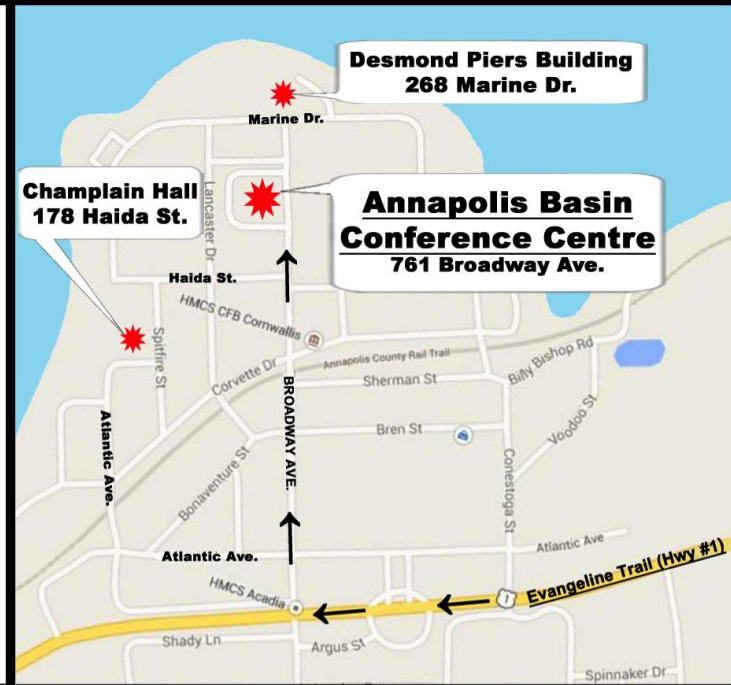 Desmond Piers Building
268 Marine Dr.
Marine Dr.
Champlain Hall
178 Haida St.
Lancaster Dr
Annapolis Basin
Conference Centre
761 Broadway Ave.
Haida St.
HMCS CFB Cornwallis
Spitfire St
Annapolis County Rail Trail
Billy Bishop Rd
Corvette Dr
Sherman St
BROADWAY AVE.
Voodoo St
Atlantic Ave.
Bren St
Bonaventure St
Conestoga St
Atlantic Ave.
Atlantic Ave
Evangeline Trail (Hwy #1)
HMCS Acadia
1
Shady Ln
Argus St
Spinnaker Dr